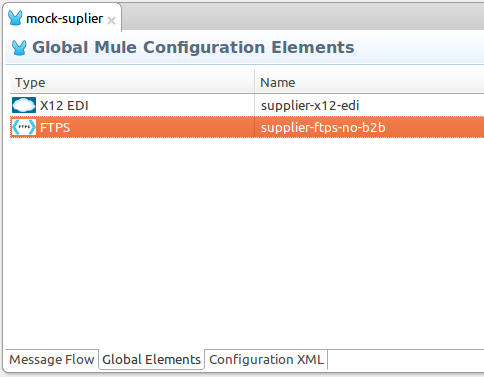 mock-suplier
Global Mule Configuration Elements
Type Name
X12 EDI supplier-x12-edi
FTPS FTPS supplier-ftps-no-b2b
Message Flow Global Elements Configuration XML